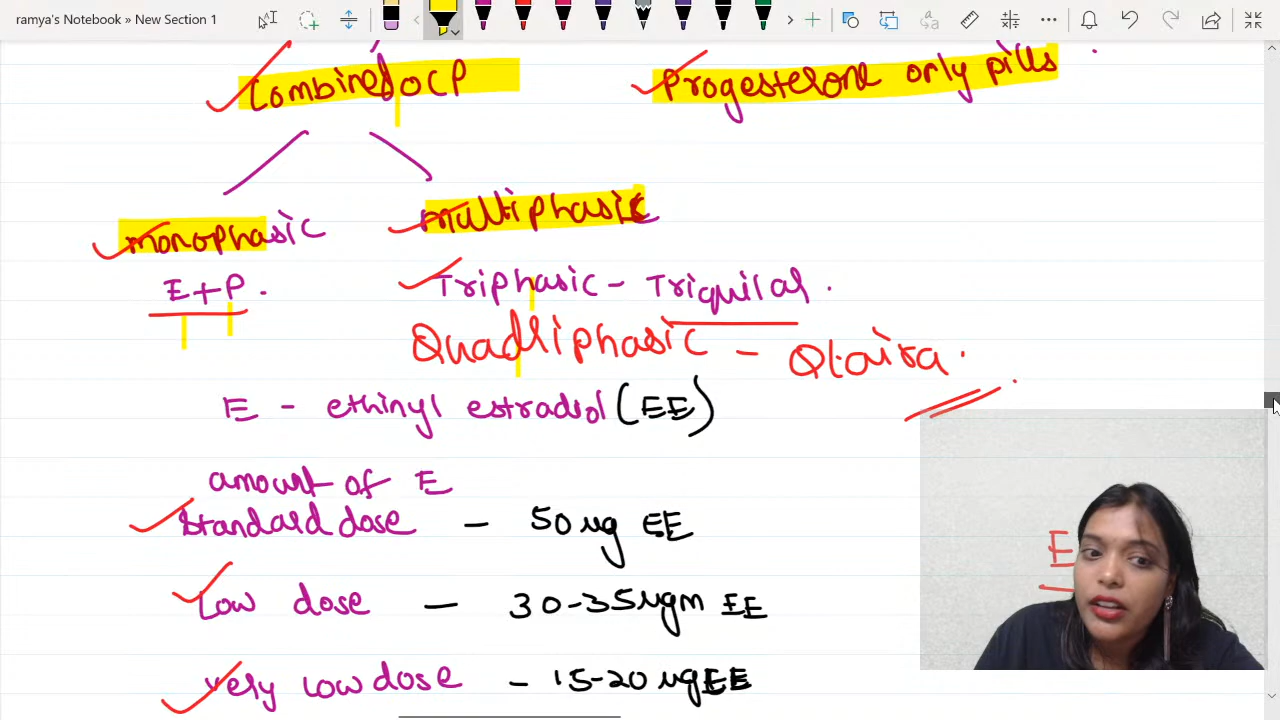 ramya's Notebook » New Section 1
Combined OCP
Progesterone only pills
monophasic
multiphasic
E+P.
Triphasic - Triquilar.
Quadriphasic - Qlaira.
E - ethinyl estradiol (EE)
amount of E
Standard dose - 50 ug EE
Low dose - 30-35 ugm EE
very low dose - 15-20 ug EE
E